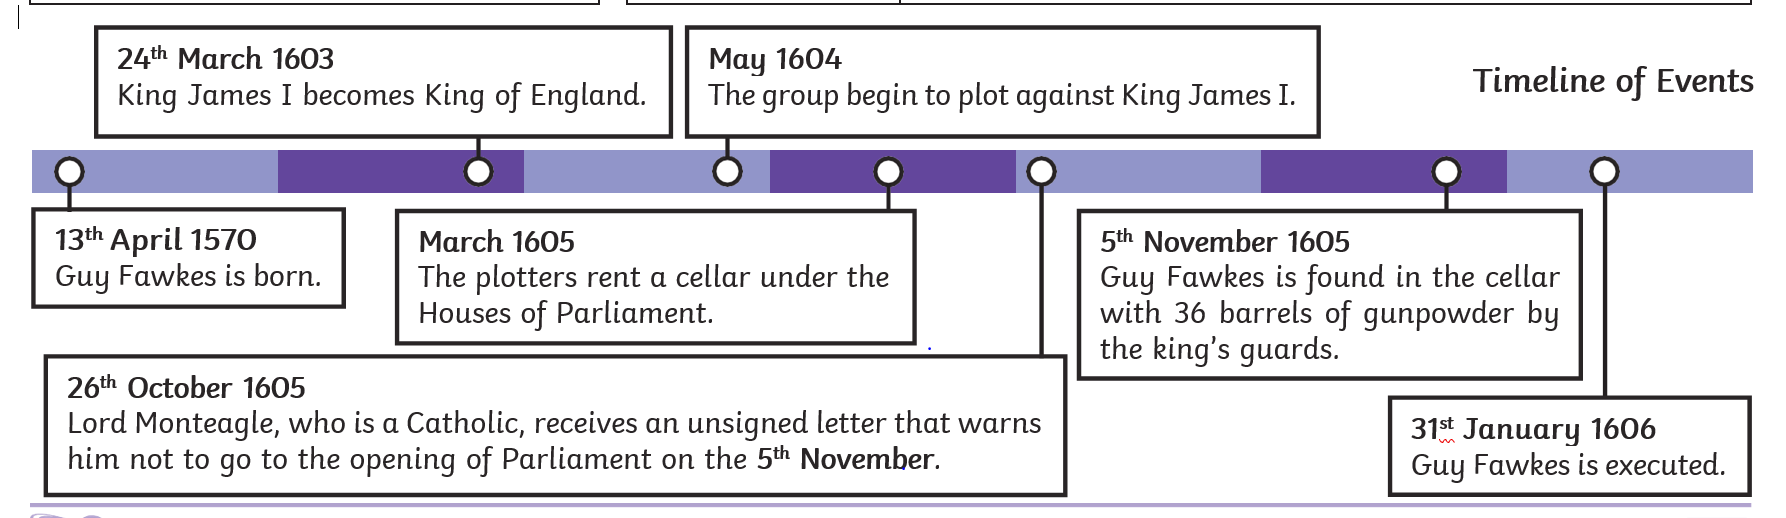 Timeline of Events
24th March 1603
King James I becomes King of England.
May 1604
The group begin to plot against King James I.
13th April 1570
Guy Fawkes is born.
March 1605
The plotters rent a cellar under the
Houses of Parliament.
26th October 1605
Lord Monteagle, who is a Catholic, receives an unsigned letter that warns
him not to go to the opening of Parliament on the 5th November.
5th November 1605
Guy Fawkes is found in the cellar
with 36 barrels of gunpowder by
the king's guards.
31st January 1606
Guy Fawkes is executed.